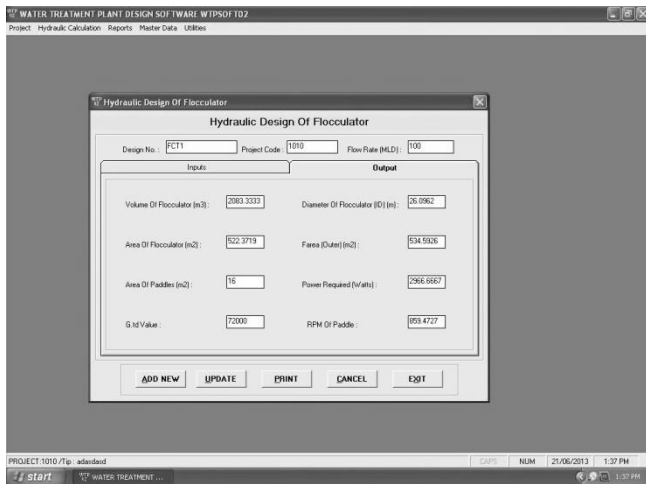 WATER TREATMENT PLANT DESIGN SOFTWARE WTPSOFT02
Project Hydraulic Calculation Reports Master Data Utilities
Hydraulic Design Of Flocculator
Hydraulic Design Of Flocculator
Design No. : FCT1 Project Code : 1010 Flow Rate (MLD) : 100
Inputs Output
Volume Of Flocculator (m3) : 2083.3333 Diameter Of Flocculator (ID) (m) : 26.0962
Area Of Flocculator (m2) : 522.3719 Farea (Outer) (m2) : 534.5926
Area Of Paddles (m2) : 16 Power Required (Watts) : 2966.6667
G.td Value : 72000 RPM Of Paddle : 859.4727
ADD NEW UPDATE PRINT CANCEL EXIT
PROJECT:1010 /Tip : adasdasd CAPS NUM 21/06/2013 1:37 PM
start WATER TREATMENT ... 1:37 PM